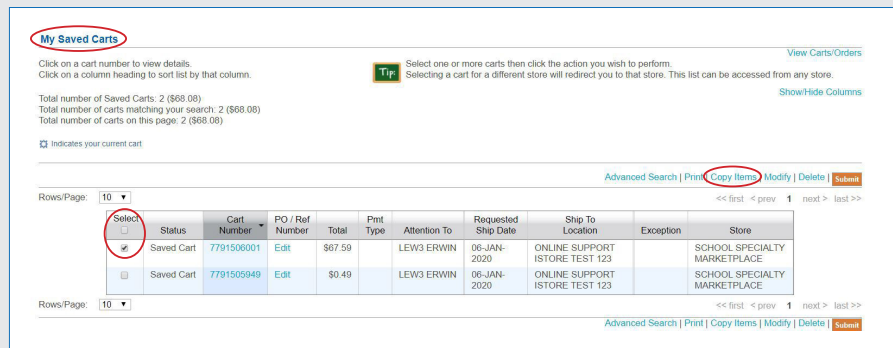 My Saved Carts
View Carts/Orders
Click on a cart number to view details.
Click on a column heading to sort list by that column.
Tip:
Select one or more carts then click the action you wish to perform.
Selecting a cart for a different store will redirect you to that store. This list can be accessed from any store.
Show/Hide Columns
Total number of Saved Carts: 2 ($68.08)
Total number of carts matching your search: 2 ($68.08)
Total number of carts on this page: 2 ($68.08)
Indicates your current cart
Advanced Search | Print | Copy Items | Modify | Delete | Submit
Rows/Page: 10 << first < prev 1 next > last >>
Select Status Cart Number PO / Ref Number Total Pmt Type Attention To Requested Ship Date Ship To Location Exception Store
Saved Cart 7791506001 Edit $67.59 LEW3 ERWIN 06-JAN-2020 ONLINE SUPPORT ISTORE TEST 123 SCHOOL SPECIALTY MARKETPLACE
Saved Cart 7791505949 Edit $0.49 LEW3 ERWIN 06-JAN-2020 ONLINE SUPPORT ISTORE TEST 123 SCHOOL SPECIALTY MARKETPLACE
Rows/Page: 10 << first < prev 1 next > last >>
Advanced Search | Print | Copy Items | Modify | Delete | Submit